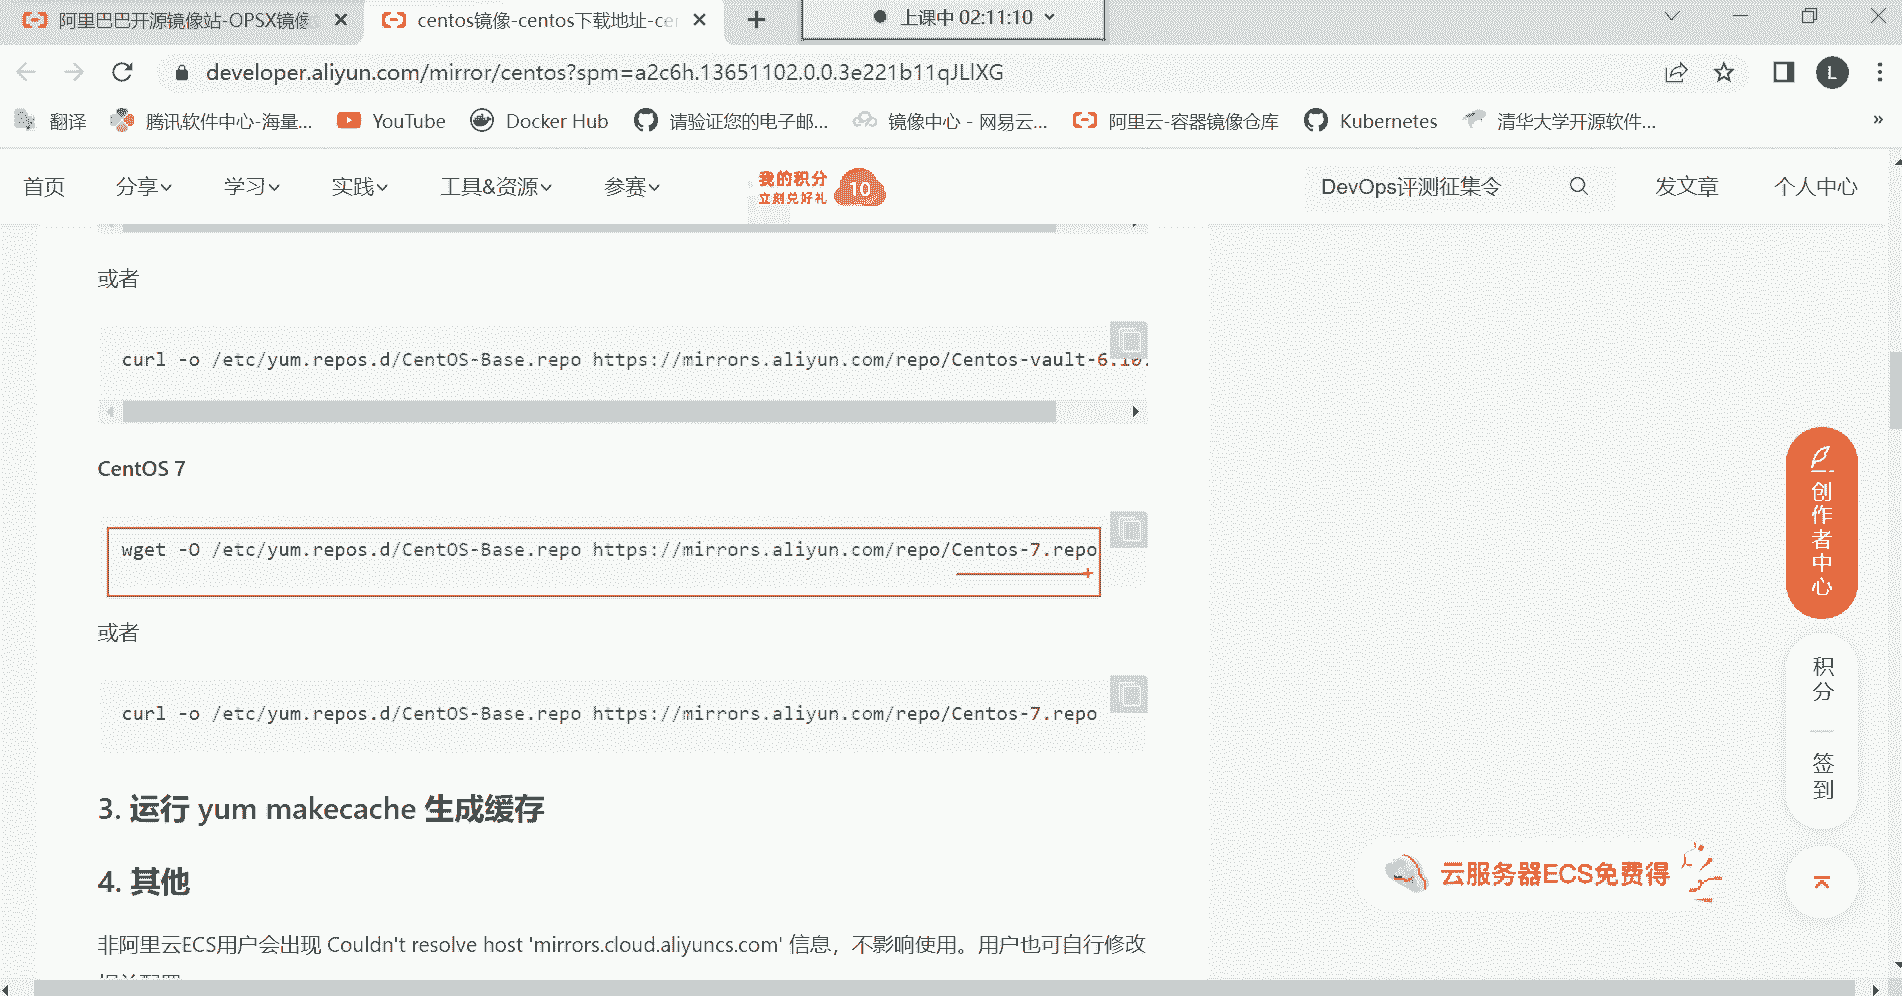 阿里巴巴开源镜像站-OPSX镜像
centos镜像-centos下载地址-cen
上课中 02:11:10
developer.aliyun.com/mirror/centos?spm=a2c6h.13651102.0.0.3e221b11qJLlXG
L
翻译
腾讯软件中心-海量...
YouTube
Docker Hub
请验证您的电子邮...
镜像中心 - 网易云...
阿里云-容器镜像仓库
Kubernetes
清华大学开源软件...
»
首页
分享
学习
实践
工具&资源
参赛
我的积分
立刻兑好礼
10
DevOps评测征集令
发文章
个人中心
或者
curl -o /etc/yum.repos.d/CentOS-Base.repo https://mirrors.aliyun.com/repo/Centos-vault-6.10.
CentOS 7
wget -O /etc/yum.repos.d/CentOS-Base.repo https://mirrors.aliyun.com/repo/Centos-7.repo
或者
curl -o /etc/yum.repos.d/CentOS-Base.repo https://mirrors.aliyun.com/repo/Centos-7.repo
3. 运行 yum makecache 生成缓存
4. 其他
非阿里云ECS用户会出现 Couldn't resolve host 'mirrors.cloud.aliyuncs.com' 信息，不影响使用。用户也可自行修改
创作者中心
积分
签到
云服务器ECS免费得